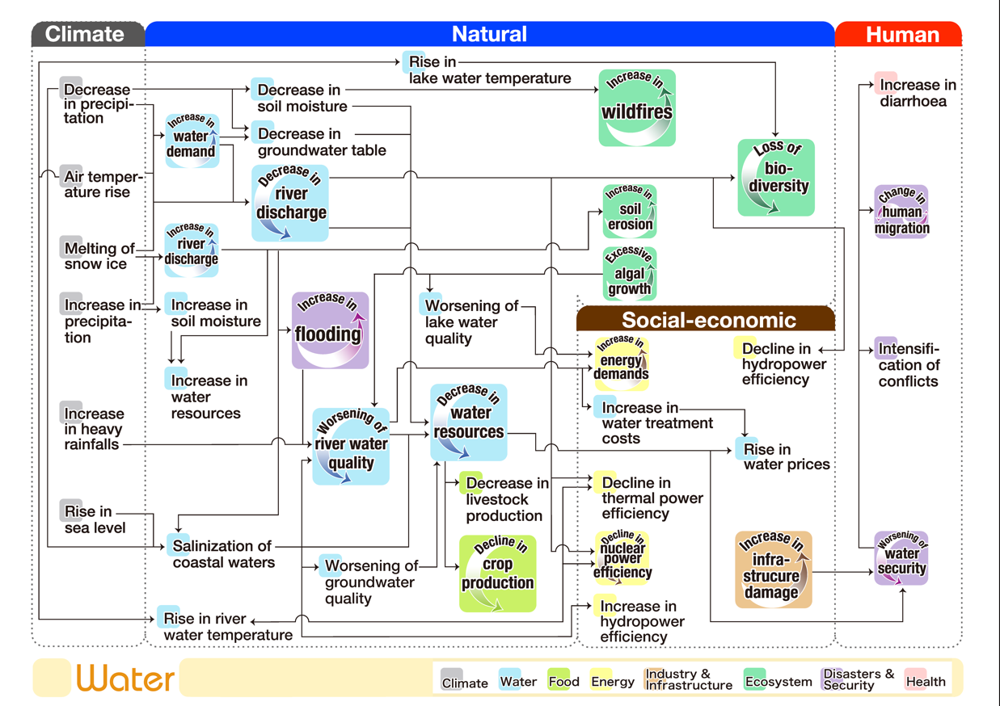 Climate
Natural
Human
Rise in
lake water temperature
Decrease
in precipi-
tation
Decrease in
soil moisture
Increase in
wildfires
Increase in
diarrhoea
Increase in
water
demand
Decrease in
groundwater table
Loss of
bio-
diversity
Air temper-
ature rise
Decrease in
river
discharge
Increase in
soil
erosion
Change in
human
migration
Melting of
snow ice
Increase in
river
discharge
Excessive
algal
growth
Increase in
precipita-
tion
Increase in
soil moisture
Increase in
flooding
Worsening of
lake water
quality
Social-economic
Increase in
energy
demands
Decline in
hydropower
efficiency
Intensifi-
cation of
conflicts
Increase in
water
resources
Increase
in heavy
rainfalls
Worsening of
river water
quality
Decrease in
water
resources
Increase in
water treatment
costs
Rise in
water prices
Decrease in
livestock
production
Decline in
thermal power
efficiency
Rise in
sea level
Salinization of
coastal waters
Worsening of
groundwater
quality
Decline in
crop
production
Decline in
nuclear
power
efficiency
Increase in
infra-
strucure
damage
Worsening of
water
security
Rise in river
water temperature
Increase in
hydropower
efficiency
Water
Climate
Water
Food
Energy
Industry &
Infrastructure
Ecosystem
Disasters &
Security
Health